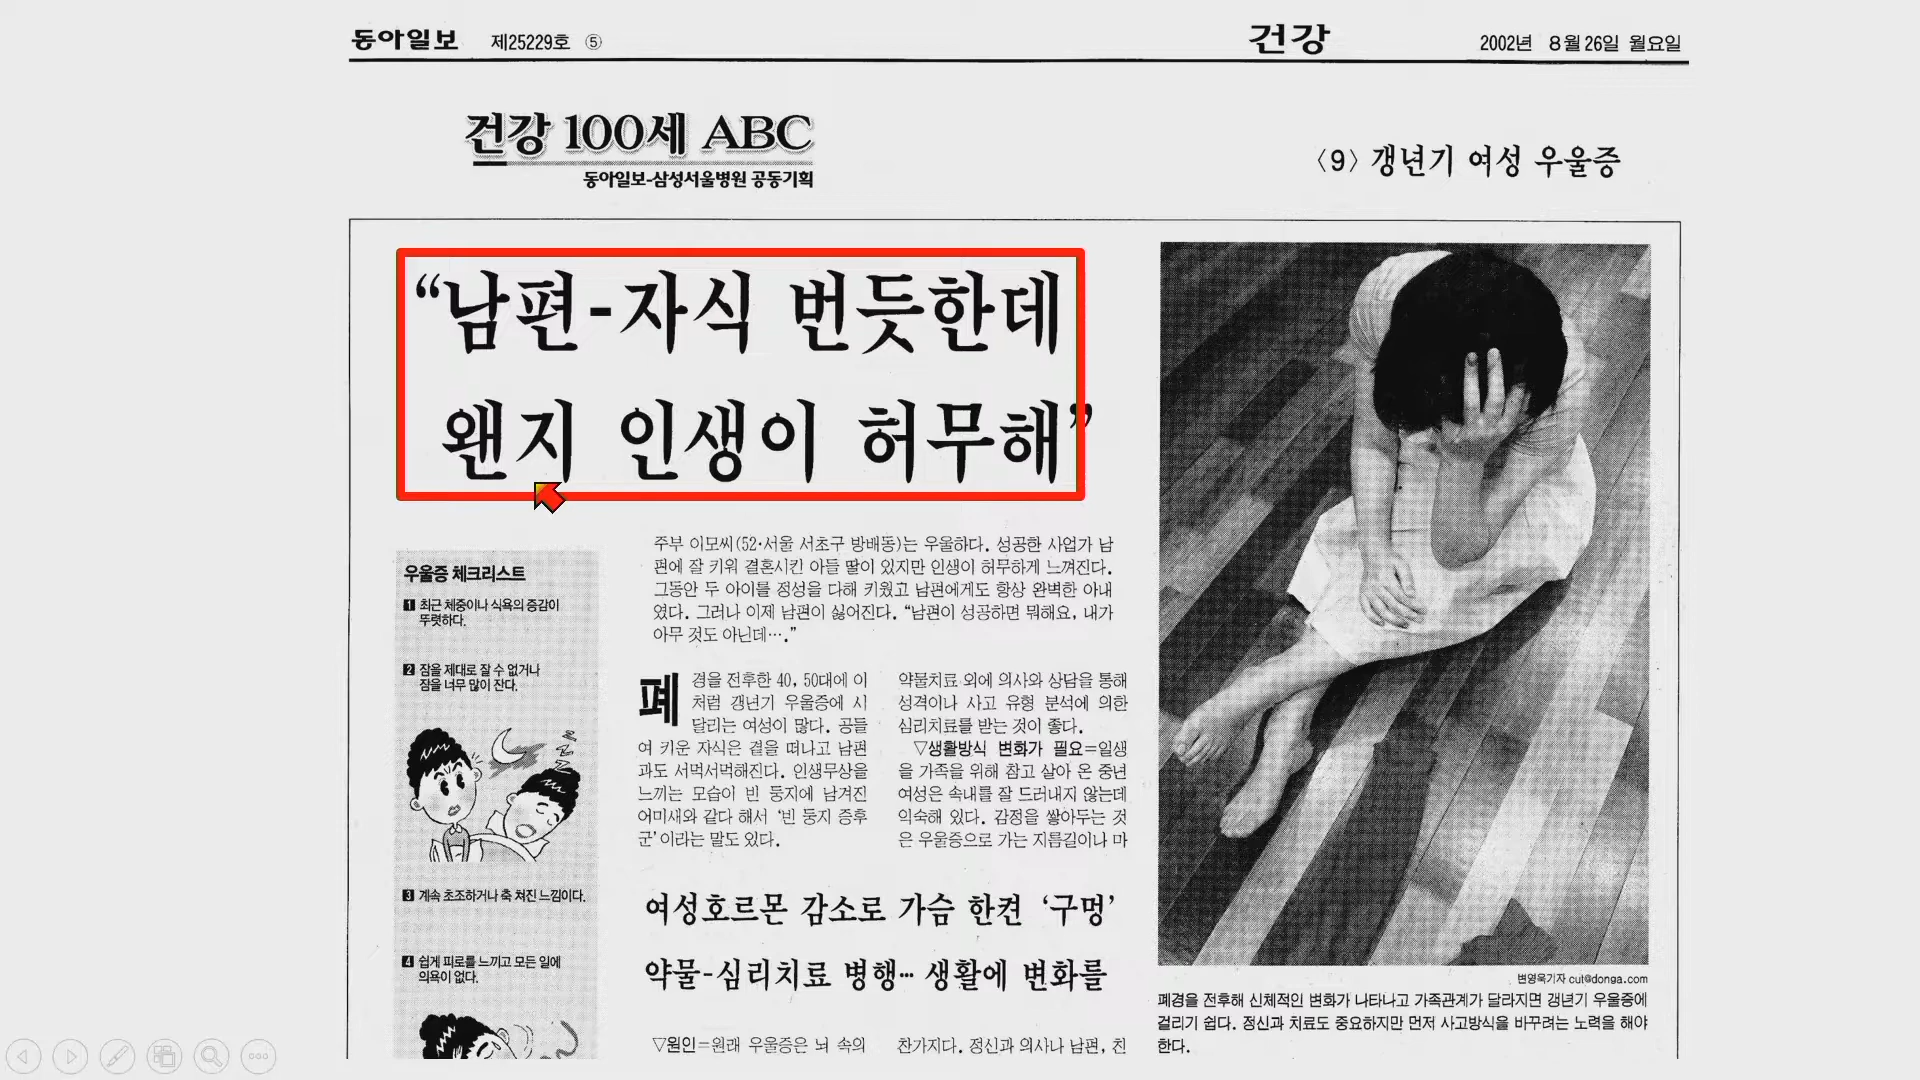 동아일보 제25229호 ⑤ 건강 2002년 8월 26일 월요일
건강 100세 ABC
동아일보-삼성서울병원 공동기획
〈9〉 갱년기 여성 우울증
“남편-자식 번듯한데
왠지 인생이 허무해”
주부 이모씨(52·서울 서초구 방배동)는 우울하다. 성공한 사업가 남
편에 잘 키워 결혼시킨 아들 딸이 있지만 인생이 허무하게 느껴진다.
그동안 두 아이를 정성을 다해 키웠고 남편에게도 항상 완벽한 아내
였다. 그러나 이제 남편이 싫어진다. “남편이 성공하면 뭐해요, 내가
아무 것도 아닌데….”
우울증 체크리스트
1 최근 체중이나 식욕의 증감이
뚜렷하다.
2 잠을 제대로 잘 수 없거나
잠을 너무 많이 잔다.
z
z
z
3 계속 초조하거나 축 쳐진 느낌이다.
4 쉽게 피로를 느끼고 모든 일에
의욕이 없다.
폐경을 전후한 40, 50대에 이
처럼 갱년기 우울증에 시
달리는 여성이 많다. 공들
여 키운 자식은 곁을 떠나고 남편
과도 서먹서먹해진다. 인생무상을
느끼는 모습이 빈 둥지에 남겨진
어미새와 같다 해서 ‘빈 둥지 증후
군’이라는 말도 있다.
여성호르몬 감소로 가슴 한켠 ‘구멍’
약물-심리치료 병행… 생활에 변화를
▽원인=원래 우울증은 뇌 속의
약물치료 외에 의사와 상담을 통해
성격이나 사고 유형 분석에 의한
심리치료를 받는 것이 좋다.
▽생활방식 변화가 필요=일생
을 가족을 위해 참고 살아 온 중년
여성은 속내를 잘 드러내지 않는데
익숙해 있다. 감정을 쌓아두는 것
은 우울증으로 가는 지름길이나 마
찬가지다. 정신과 의사나 남편, 친
변영욱기자 cut@donga.com
폐경을 전후해 신체적인 변화가 나타나고 가족관계가 달라지면 갱년기 우울증에
걸리기 쉽다. 정신과 치료도 중요하지만 먼저 사고방식을 바꾸려는 노력을 해야
한다.